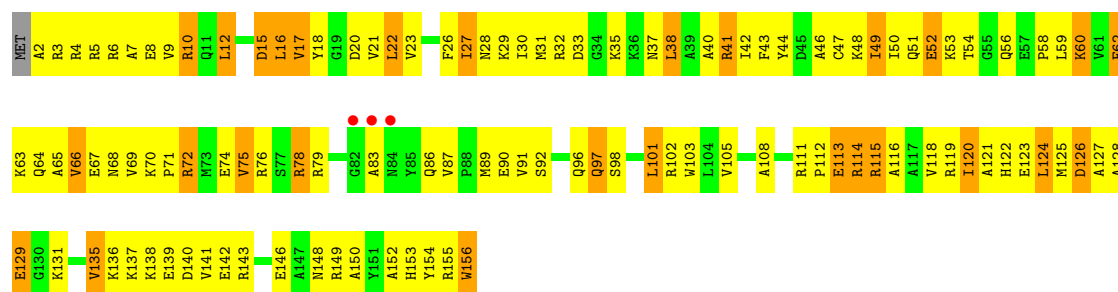 MET A2 R3 R4 R5 R6 A7 E8 V9 R10 Q11 L12 D15 L16 V17 Y18 G19 D20 V21 L22 V23 F26 I27 N28 K29 I30 M31 R32 D33 G34 K35 K36 N37 L38 A39 A40 R41 I42 F43 Y44 D45 A46 C47 K48 I49 I50 Q51 E52 K53 T54 G55 Q56 E57 P58 L59 K60 V61 F62
K63 Q64 A65 V66 E67 N68 V69 K70 P71 R72 M73 E74 V75 R76 S77 R78 R79 G82 A83 N84 Y85 Q86 V87 P88 M89 E90 V91 S92 Q96 Q97 S98 L101 R102 W103 L104 V105 A108 R111 P112 E113 R114 R115 A116 A117 V118 R119 I120 A121 H122 E123 L124 M125 D126 A127 A128
E129 G130 K131 V135 K136 K137 K138 E139 D140 V141 E142 R143 E146 A147 N148 R149 A150 Y151 A152 H153 Y154 R155 W156